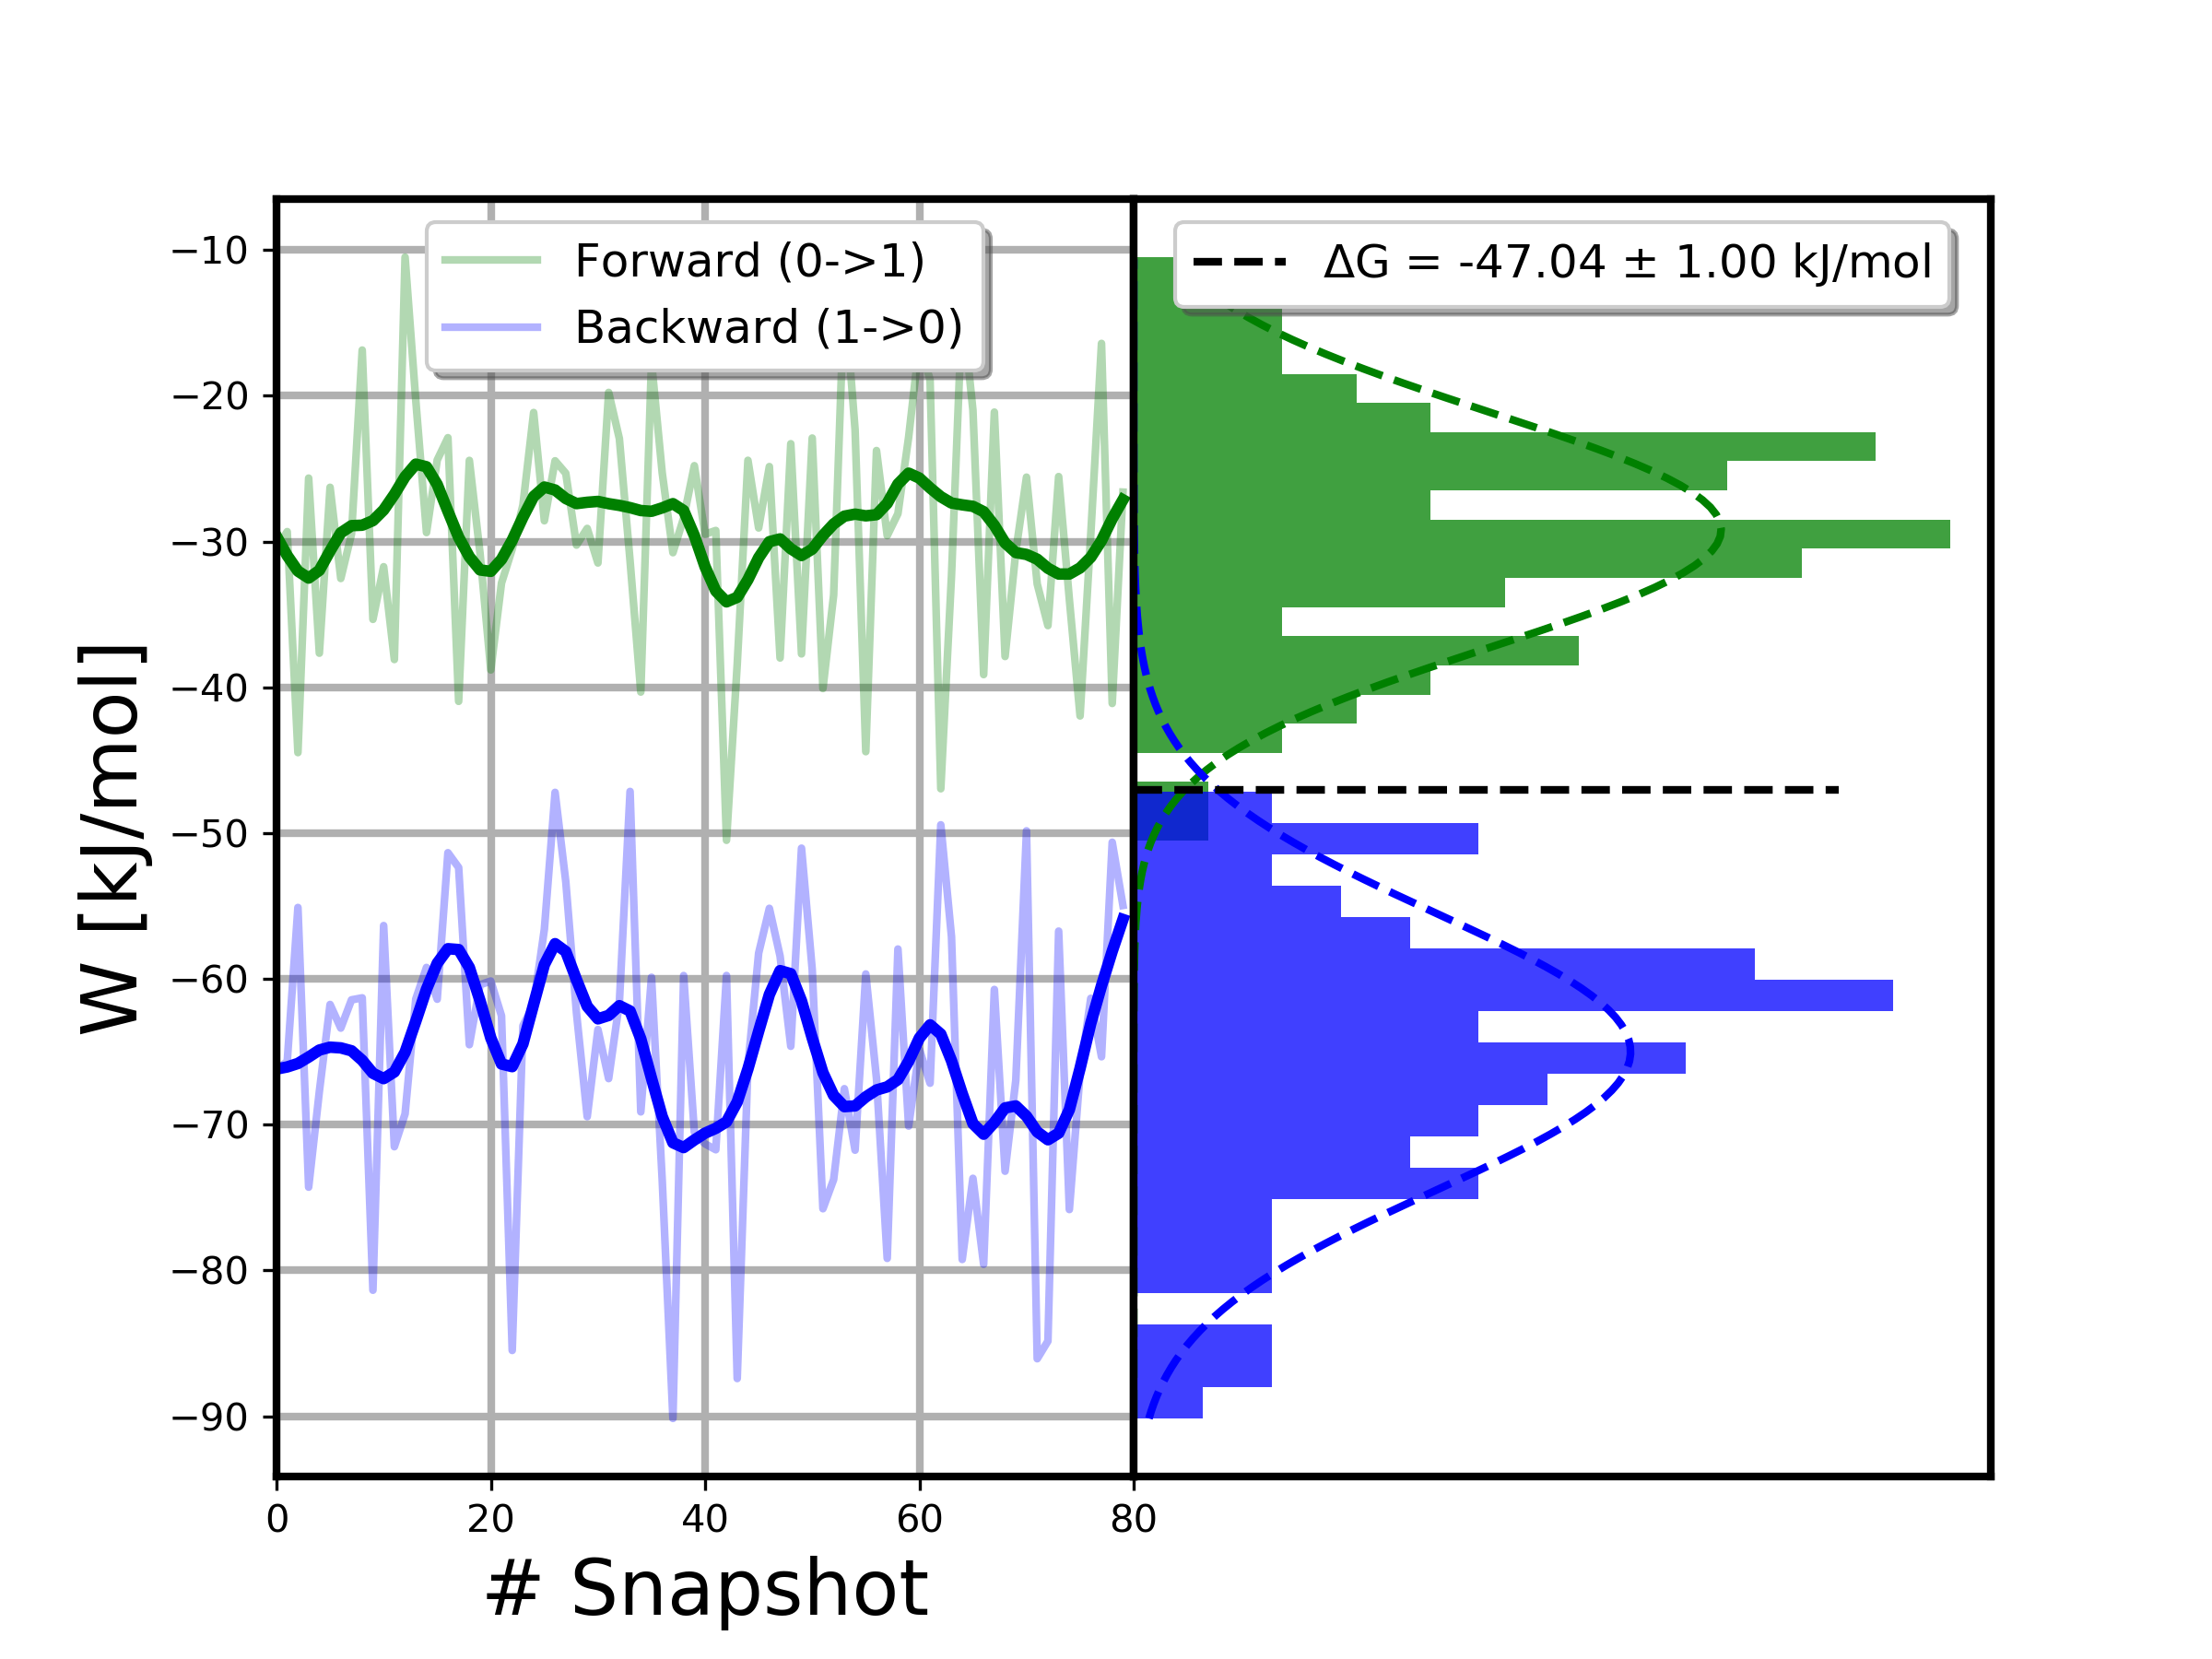 Forward (0->1)
Backward (1->0)
ΔG = -47.04 ± 1.00 kJ/mol
−10
−20
−30
−40
−50
−60
−70
−80
−90
W [kJ/mol]
0 20 40 60 80
# Snapshot